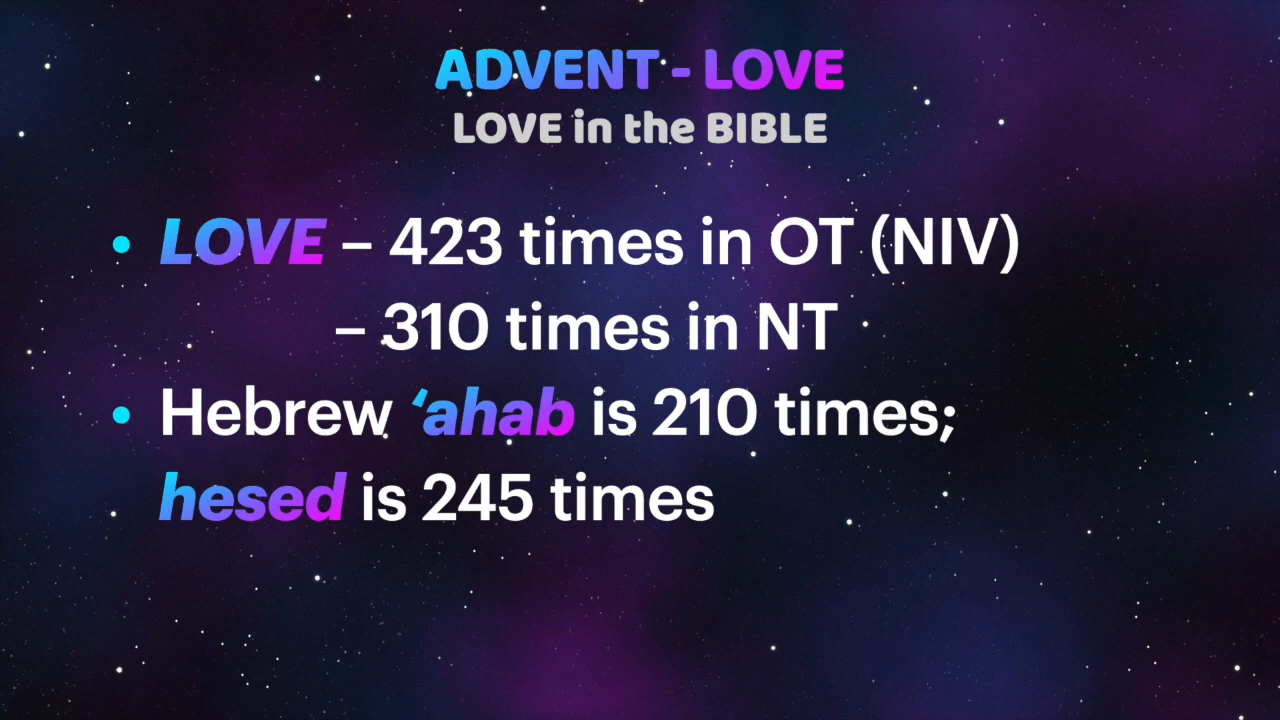 ADVENT - LOVE
LOVE in the BIBLE
• LOVE – 423 times in OT (NIV)
– 310 times in NT
• Hebrew ‘ahab is 210 times;
hesed is 245 times